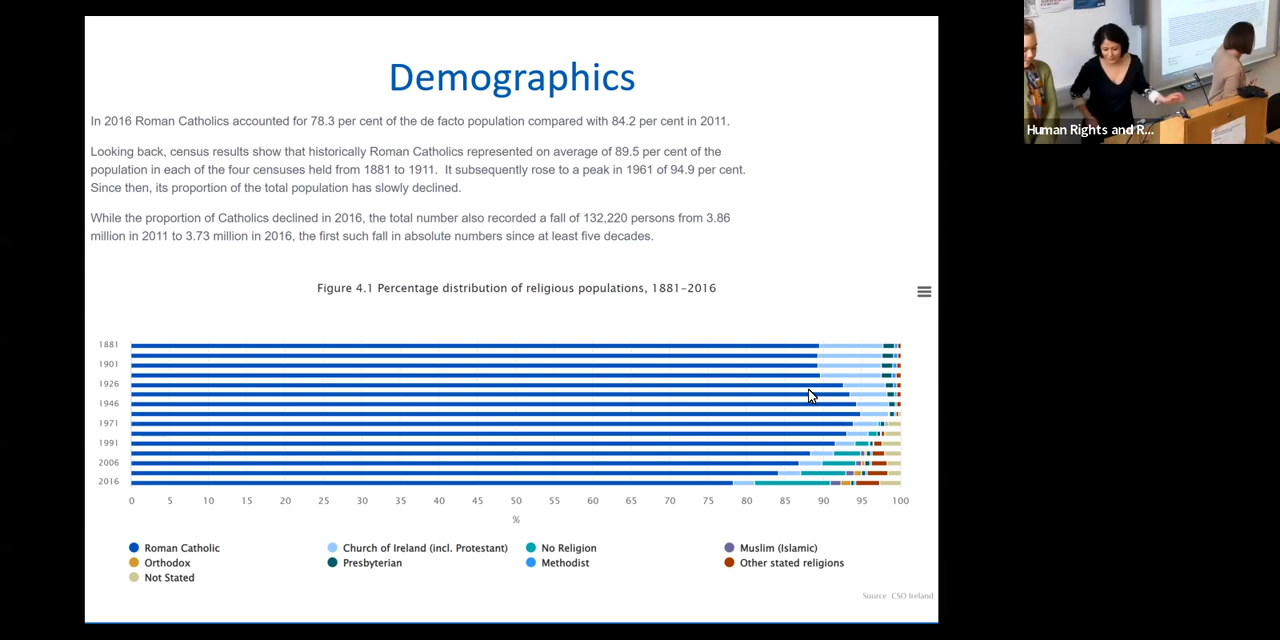 Demographics
In 2016 Roman Catholics accounted for 78.3 per cent of the de facto population compared with 84.2 per cent in 2011.
Looking back, census results show that historically Roman Catholics represented on average of 89.5 per cent of the
population in each of the four censuses held from 1881 to 1911. It subsequently rose to a peak in 1961 of 94.9 per cent.
Since then, its proportion of the total population has slowly declined.
While the proportion of Catholics declined in 2016, the total number also recorded a fall of 132,220 persons from 3.86
million in 2011 to 3.73 million in 2016, the first such fall in absolute numbers since at least five decades.
Figure 4.1 Percentage distribution of religious populations, 1881-2016
1881
1901
1926
1946
1971
1991
2006
2016
0 5 10 15 20 25 30 35 40 45 50 55 60 65 70 75 80 85 90 95 100
%
Roman Catholic Church of Ireland (incl. Protestant) No Religion Muslim (Islamic)
Orthodox Presbyterian Methodist Other stated religions
Not Stated
Source CSO Ireland
Human Rights and R...